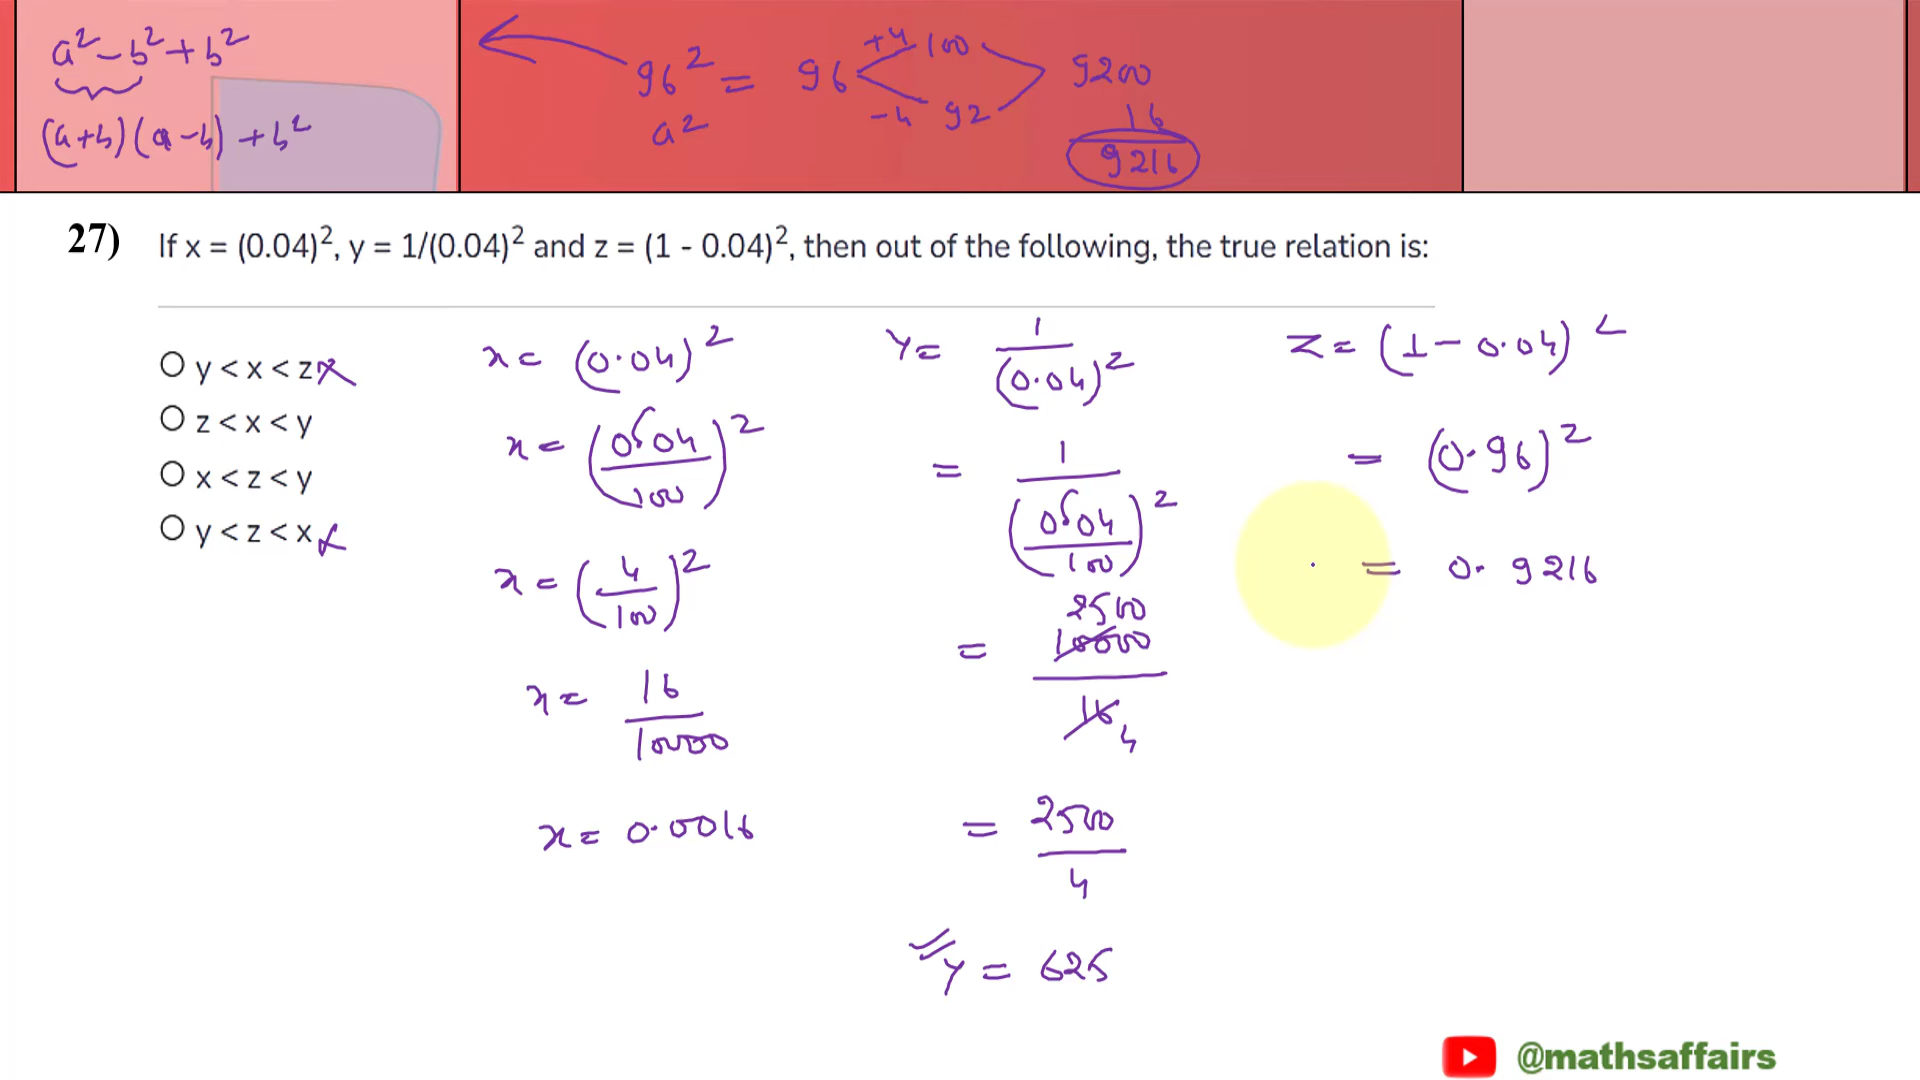 a² - b² + b²
(a+b)(a-b) + b²
96² = 96
a²
+4 100
-4 92
9200
16
9216
27) If x = (0.04)², y = 1/(0.04)² and z = (1 - 0.04)², then out of the following, the true relation is:
O y < x < z x
O z < x < y
O x < z < y
O y < z < x x
x = (0.04)²
x = (004/100)²
x = (4/100)²
x = 16/10000
x = 0.0016
Y = 1/(0.04)²
= 1/(004/100)²
2500
= 10000/16 4
= 2500/4
y = 625
Z = (1 - 0.04)²
= (0.96)²
= 0.9216
@mathsaffairs